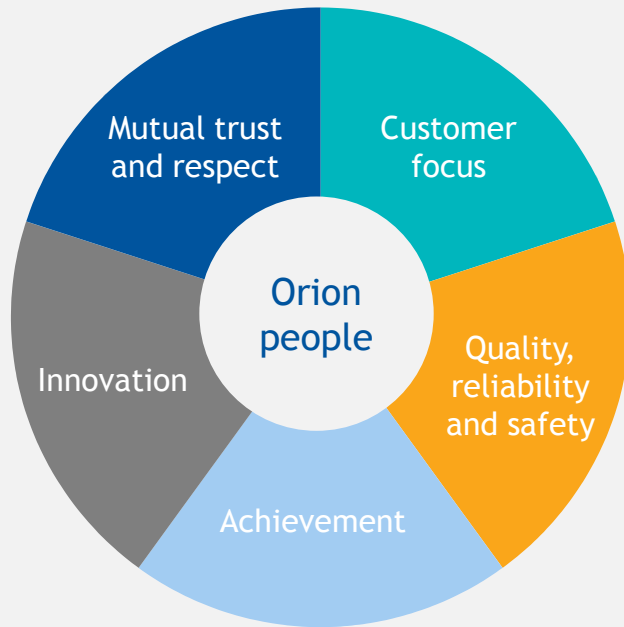 Mutual trust
and respect
Customer
focus
Orion
people
Quality,
reliability
and safety
Innovation
Achievement